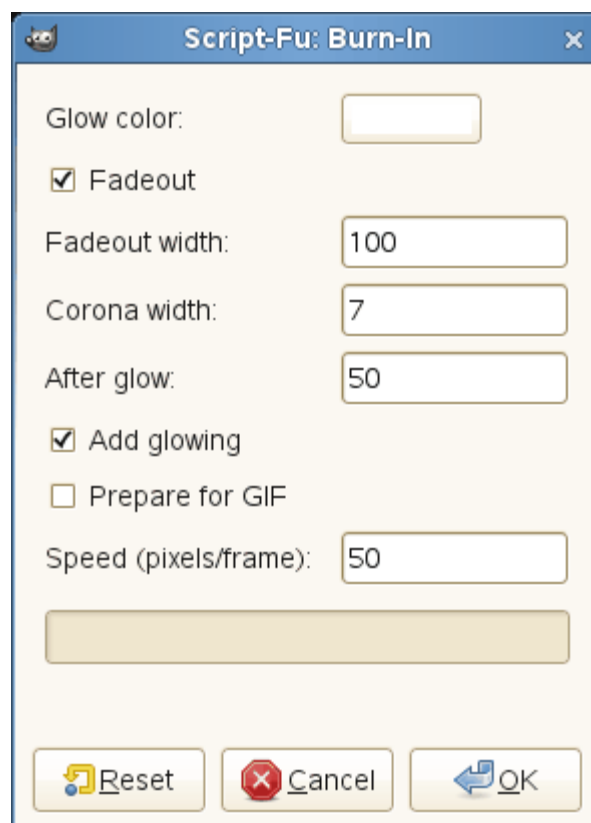 Script-Fu: Burn-In
Glow color:
Fadeout
Fadeout width: 100
Corona width: 7
After glow: 50
Add glowing
Prepare for GIF
Speed (pixels/frame): 50
Reset Cancel OK